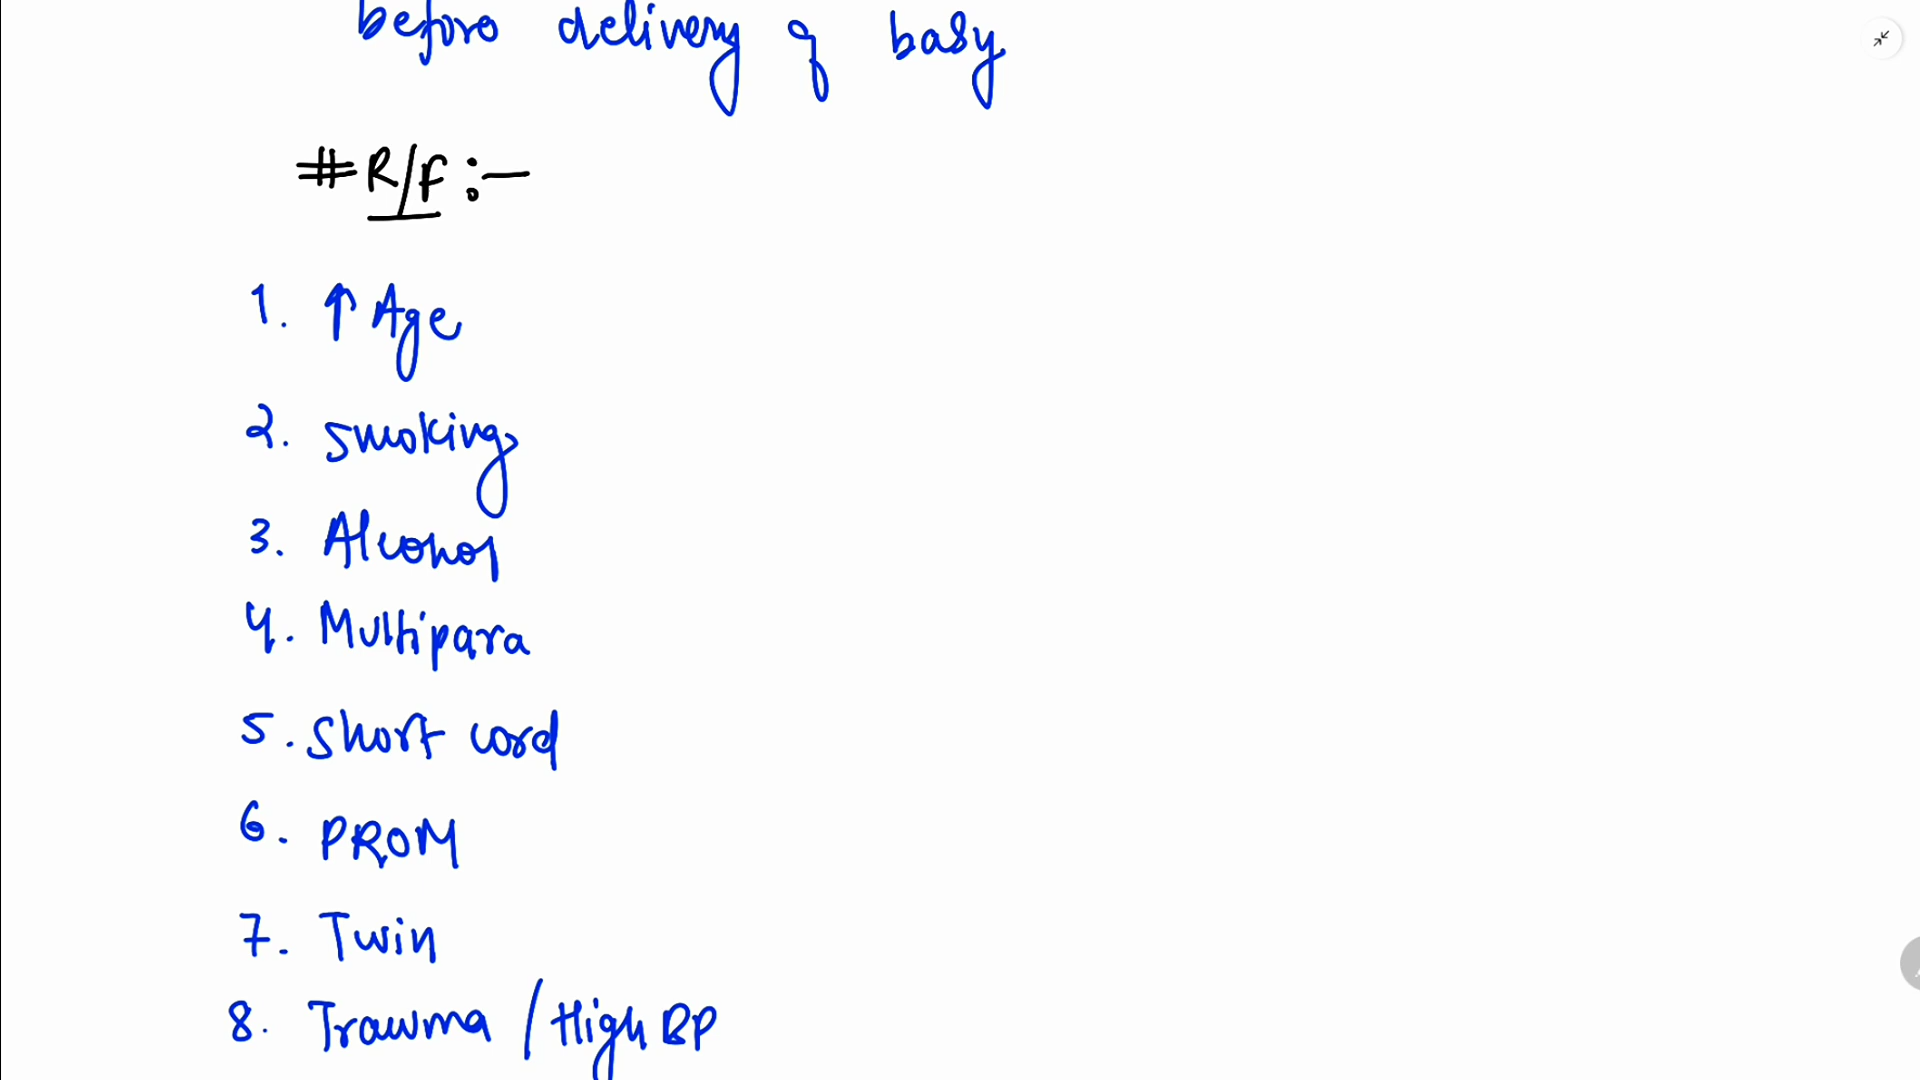 before delivery of baby
# R/F :-
1. ↑ Age
2. smoking
3. Alcohol
4. Multipara
5. short cord
6. PROM
7. Twin
8. Trauma / High BP